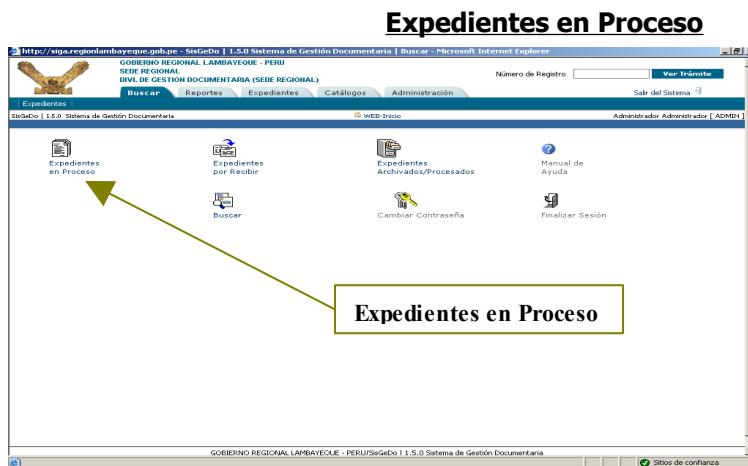 Expedientes en Proceso
http://siga.regionlambayeque.gob.pe - SisGeDo | 1.5.0 Sistema de Gestión Documentaria | Buscar - Microsoft Internet Explorer
GOBIERNO REGIONAL LAMBAYEQUE - PERU
SEDE REGIONAL
DIVI. DE GESTION DOCUMENTARIA (SEDE REGIONAL)
Número de Registro
Ver Trámite
Buscar Reportes Expedientes Catálogos Administración
Salir del Sistema
Expedientes
SisGeDo | 1.5.0 Sistema de Gestión Documentaria
WEB-Inicio
Administrador Administrador [ ADMIN ]
Expedientes
en Proceso
Expedientes
por Recibir
Expedientes
Archivados/Procesados
Manual de
Ayuda
Buscar
Cambiar Contraseña
Finalizar Sesión
Expedientes en Proceso
GOBIERNO REGIONAL LAMBAYEQUE - PERU/SisGeDo | 1.5.0 Sistema de Gestión Documentaria
Sitios de confianza